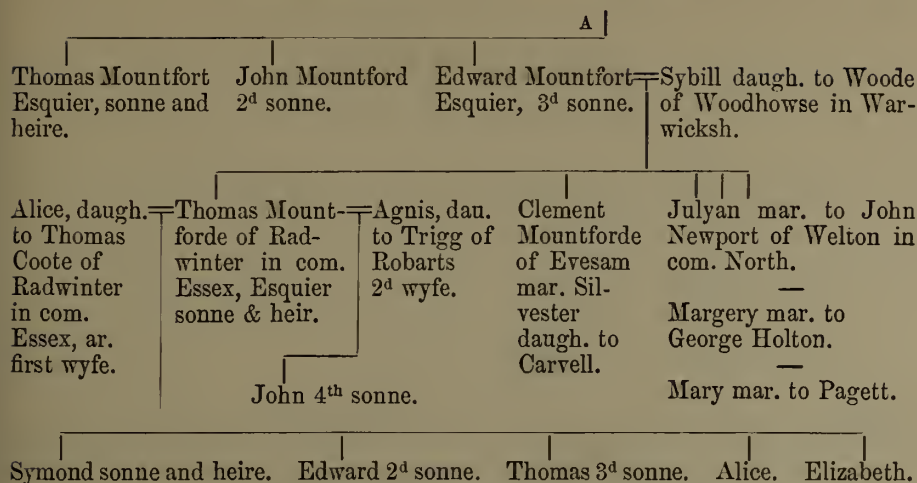 A
Thomas Mountfort
Esquier, sonne and
heire.
John Mountford
2d sonne.
Edward Mountfort
Esquier, 3d sonne.
Sybill daugh. to Woode
of Woodhowse in War-
wicksh.
Alice, daugh.
to Thomas
Coote of
Radwinter
in com.
Essex, ar.
first wyfe.
Thomas Mount-
forde of Rad-
winter in com.
Essex, Esquier
sonne & heir.
Agnis, dau.
to Trigg of
Robarts
2d wyfe.
Clement
Mountforde
of Evesam
mar. Sil-
vester
daugh. to
Carvell.
Julyan mar. to John
Newport of Welton in
com. North.
—
Margery mar. to
George Holton.
—
Mary mar. to Pagett.
John 4th sonne.
Symond sonne and heire. Edward 2d sonne. Thomas 3d sonne. Alice. Elizabeth.